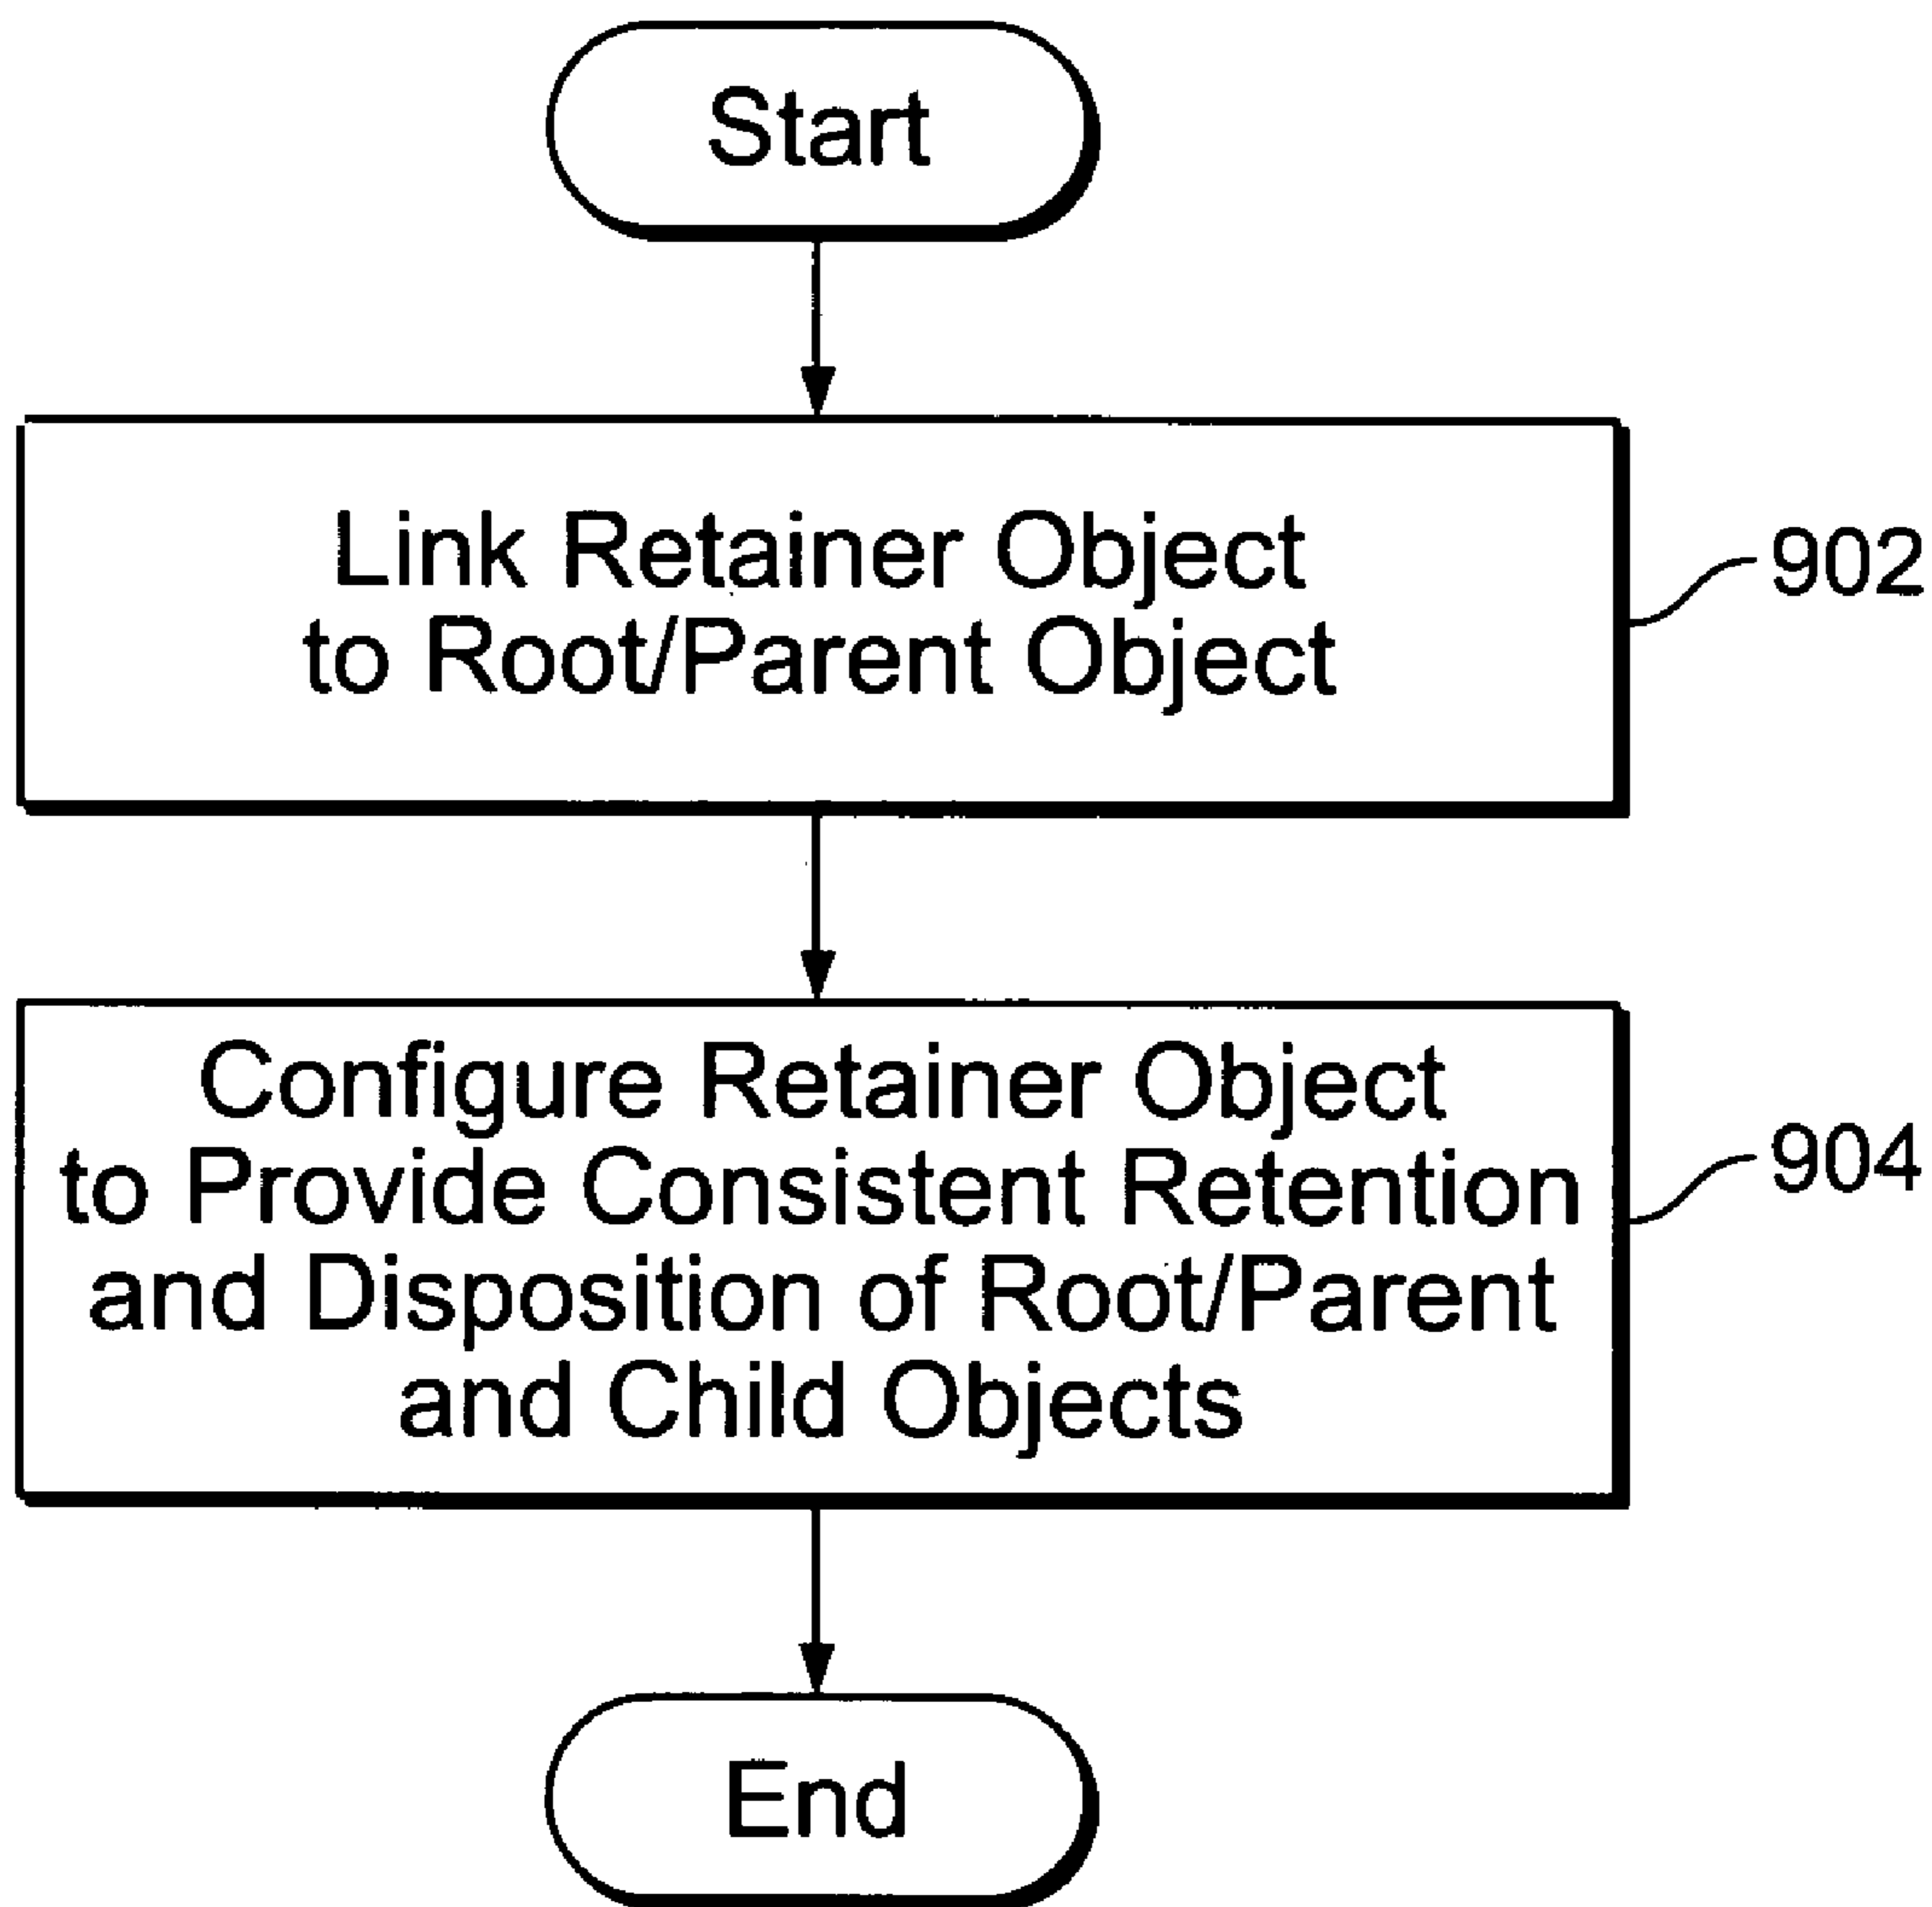 Start
Link Retainer Object
to Root/Parent Object
902
Configure Retainer Object
to Provide Consistent Retention
and Disposition of Root/Parent
and Child Objects
904
End